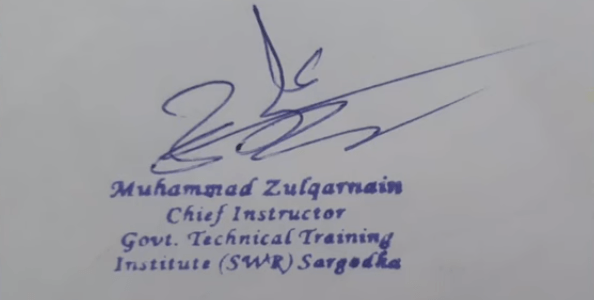 Muhammad Zulqarnain
Chief Instructor
Govt. Technical Training
Institute (SWR) Sargodha